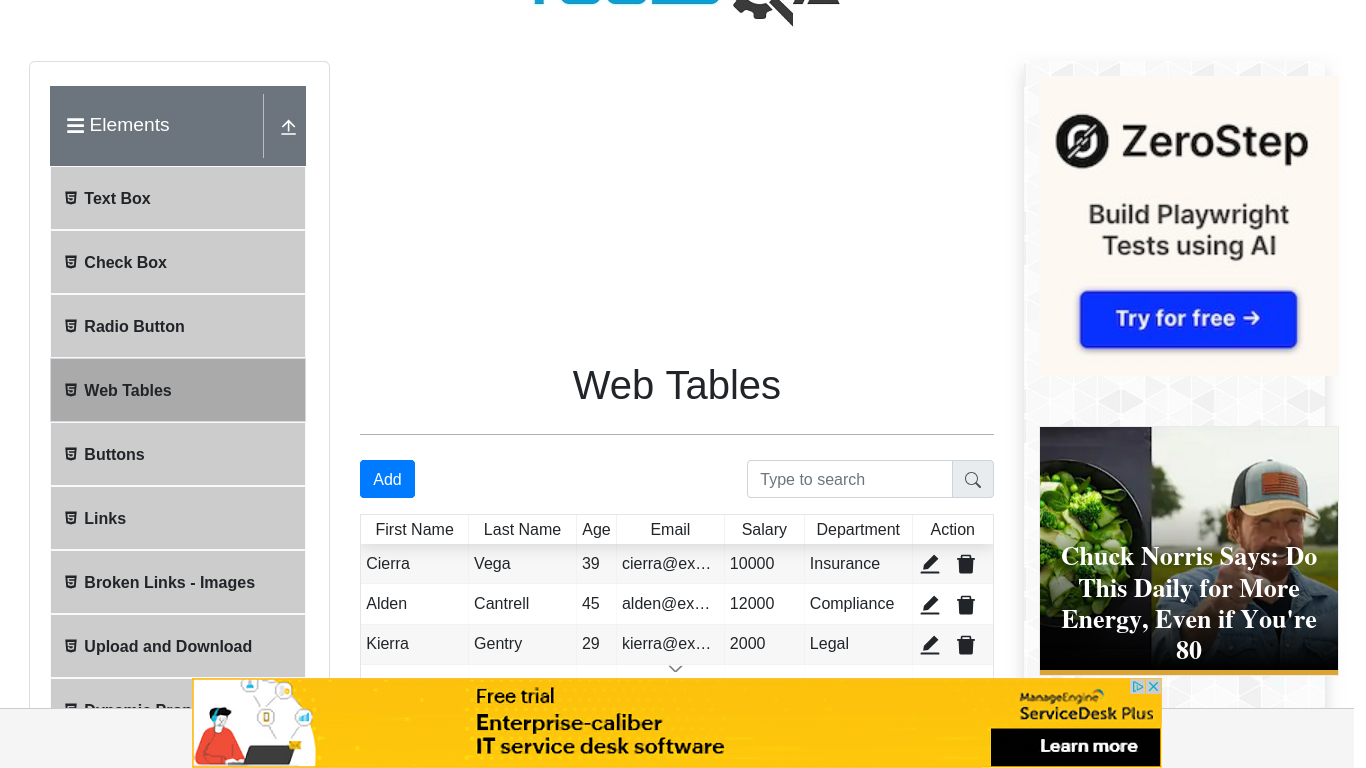 Elements
Text Box
Check Box
Radio Button
Web Tables
Buttons
Links
Broken Links - Images
Upload and Download
Web Tables
Add
Type to search
First Name Last Name Age Email Salary Department Action
Cierra Vega 39 cierra@ex… 10000 Insurance
Alden Cantrell 45 alden@ex… 12000 Compliance
Kierra Gentry 29 kierra@ex… 2000 Legal
ZeroStep
Build Playwright
Tests using AI
Try for free →
Chuck Norris Says: Do
This Daily for More
Energy, Even if You're
80
Free trial
Enterprise-caliber
IT service desk software
ManageEngine
ServiceDesk Plus
Learn more